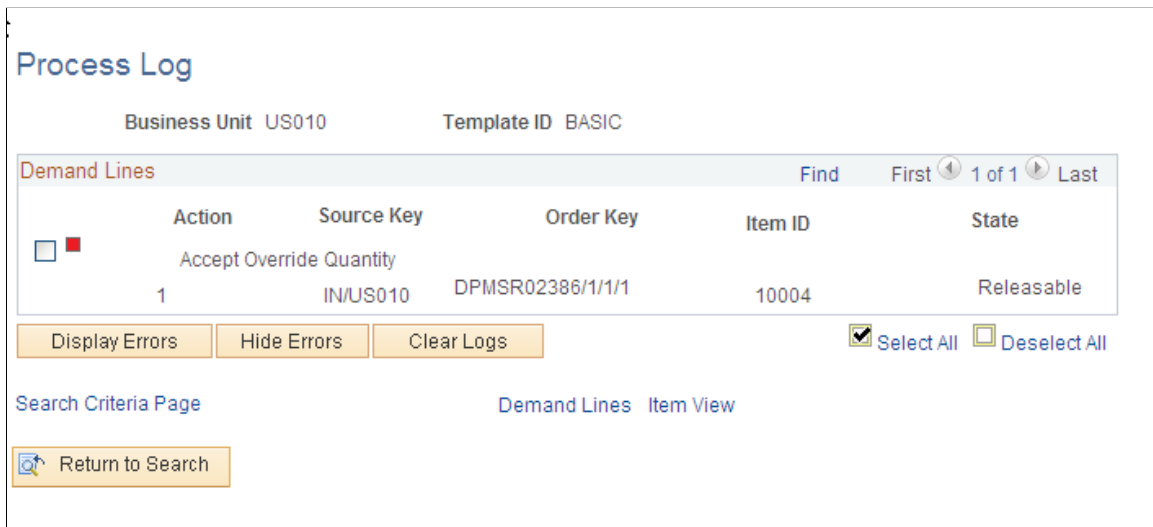 Process Log
Business Unit US010 Template ID BASIC
Demand Lines Find First 1 of 1 Last
Action Source Key Order Key Item ID State
Accept Override Quantity
1 IN/US010 DPMSR02386/1/1/1 10004 Releasable
Display Errors Hide Errors Clear Logs Select All Deselect All
Search Criteria Page Demand Lines Item View
Return to Search